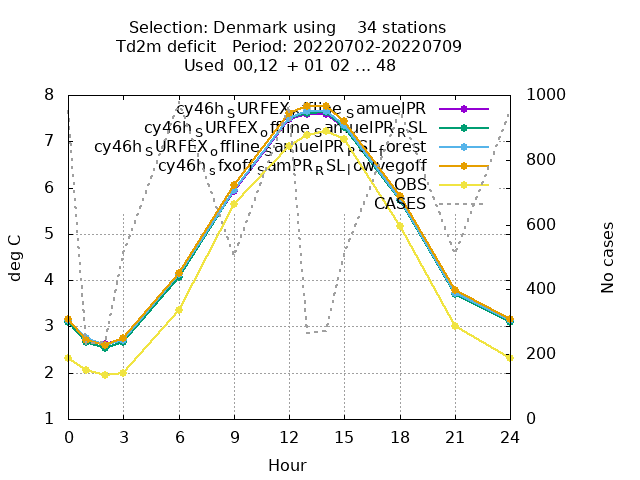 Selection: Denmark using    34 stations
Td2m deficit   Period: 20220702-20220709
Used  00,12  + 01 02 ... 48
8 1000
cy46h_SURFEX_offline_SamuelPR
cy46h_SURFEX_offline_SamuelPR_RSL
7
cy46h_SURFEX_offline_SamuelPR_RSL_forest
800
cy46h_sfxoff_SamPR_RSL_lowvegoff
6
OBS
CASES
5 600
deg C
No cases
4 400
3
2 200
1 0
0 3 6 9 12 15 18 21 24
Hour